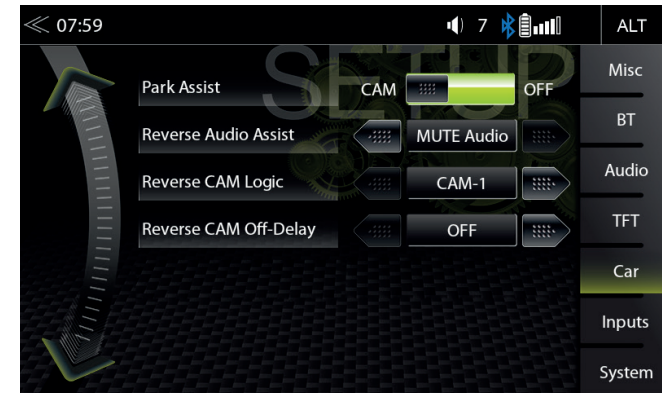 07:59 7 ALT
SETUP
Misc
Park Assist CAM OFF
BT
Reverse Audio Assist MUTE Audio
Audio
Reverse CAM Logic CAM-1
TFT
Reverse CAM Off-Delay OFF
Car
Inputs
System